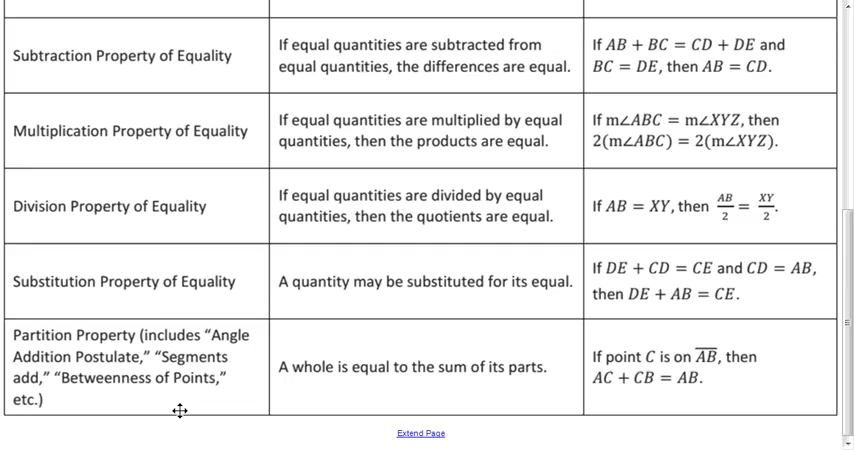 Subtraction Property of Equality
If equal quantities are subtracted from
equal quantities, the differences are equal.
If AB + BC = CD + DE and
BC = DE, then AB = CD.
Multiplication Property of Equality
If equal quantities are multiplied by equal
quantities, then the products are equal.
If m∠ABC = m∠XYZ, then
2(m∠ABC) = 2(m∠XYZ).
Division Property of Equality
If equal quantities are divided by equal
quantities, then the quotients are equal.
If AB = XY, then AB/2 = XY/2.
Substitution Property of Equality
A quantity may be substituted for its equal.
If DE + CD = CE and CD = AB,
then DE + AB = CE.
Partition Property (includes “Angle
Addition Postulate,” “Segments
add,” “Betweenness of Points,”
etc.)
A whole is equal to the sum of its parts.
If point C is on A̅B̅, then
AC + CB = AB.
Extend Page